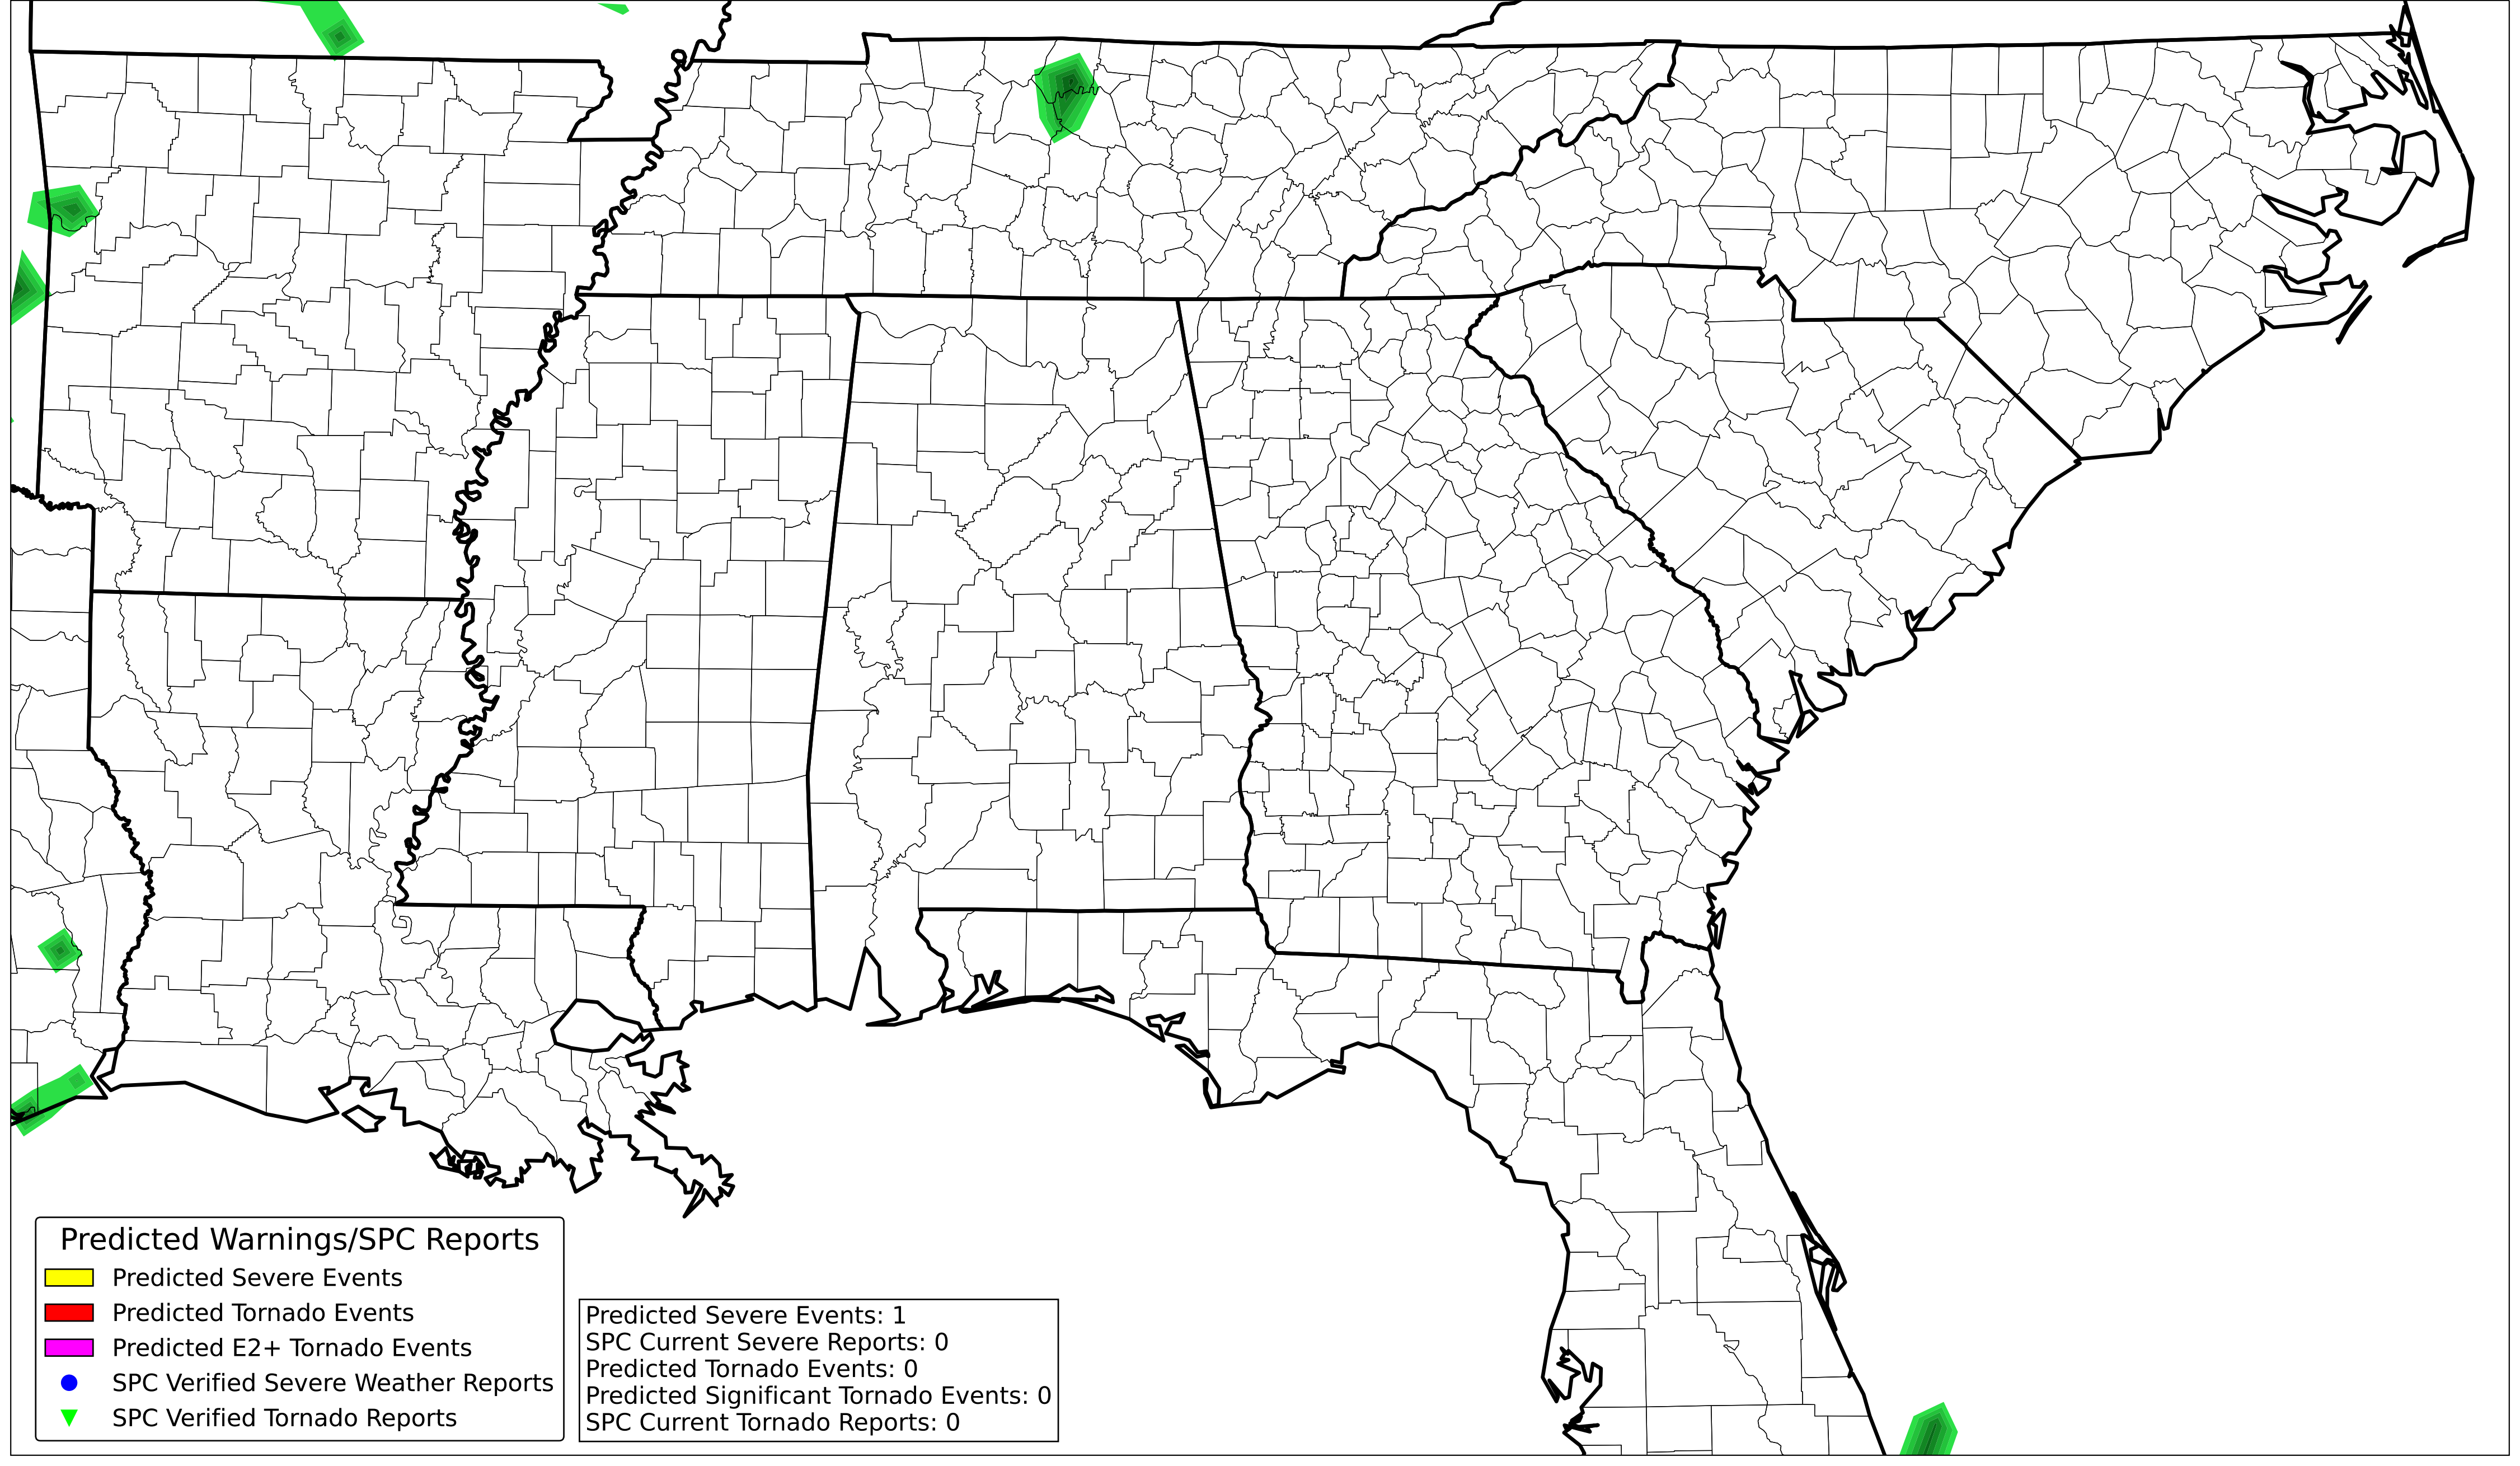 Predicted Warnings/SPC Reports
Predicted Severe Events
Predicted Tornado Events
Predicted E2+ Tornado Events
SPC Verified Severe Weather Reports
SPC Verified Tornado Reports
Predicted Severe Events: 1
SPC Current Severe Reports: 0
Predicted Tornado Events: 0
Predicted Significant Tornado Events: 0
SPC Current Tornado Reports: 0